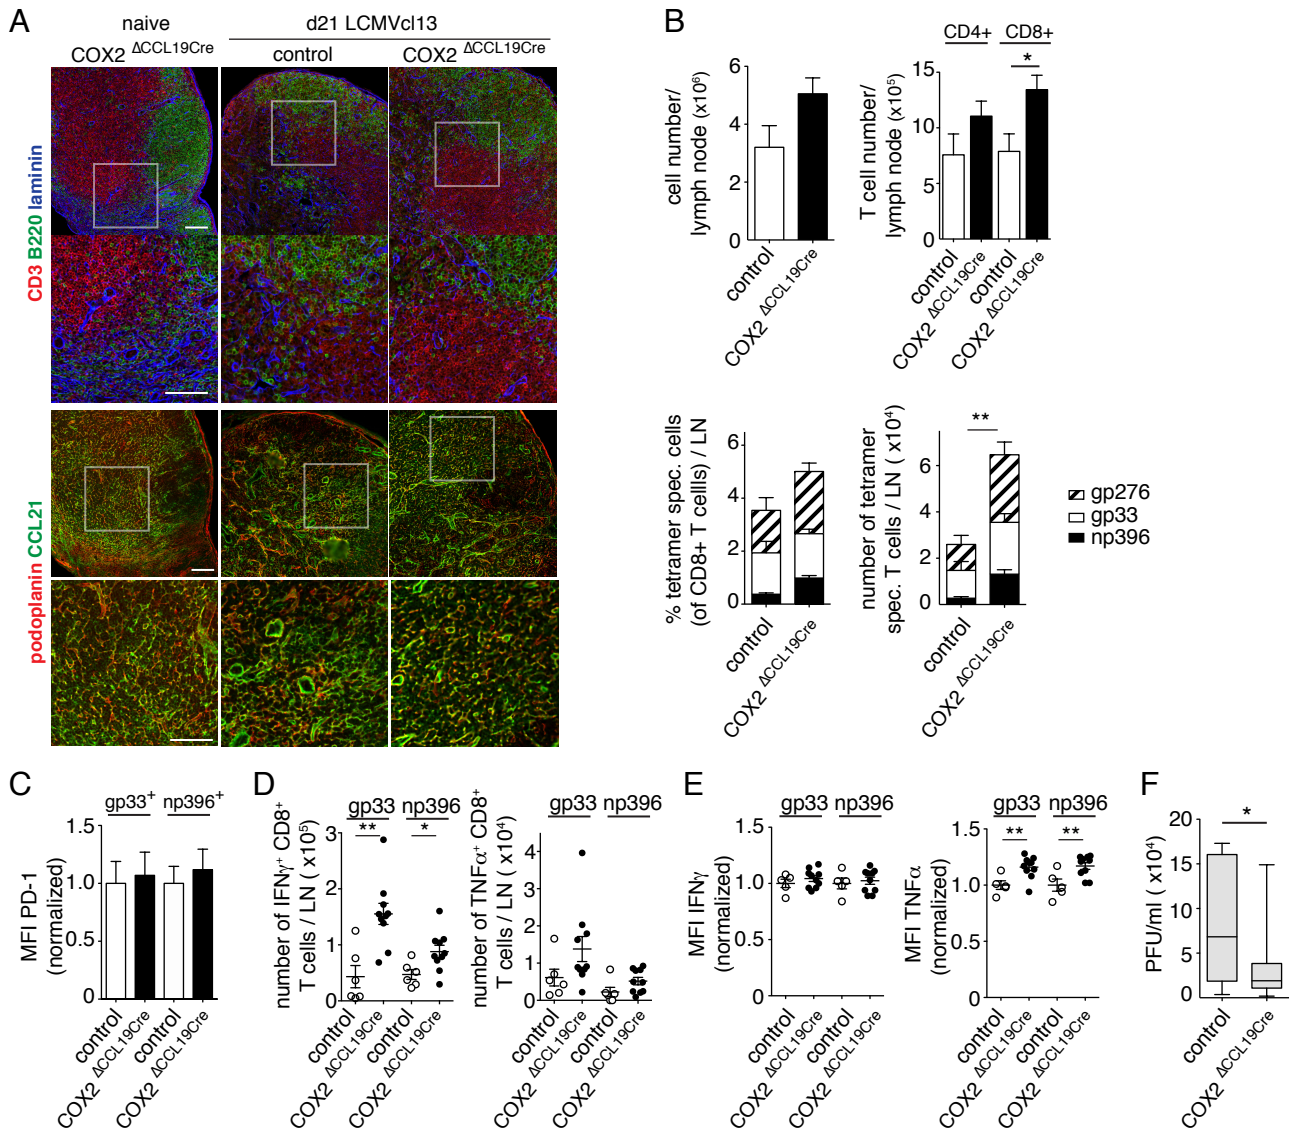 A
naive
d21 LCMVcl13
COX2 ΔCCL19Cre
control
COX2 ΔCCL19Cre
CD3 B220 laminin
podoplanin CCL21
B
cell number/
lymph node (x10⁶)
6
4
2
0
control
COX2 ΔCCL19Cre
CD4+
CD8+
*
T cell number/
lymph node (x10⁵)
15
10
5
0
control
COX2 ΔCCL19Cre
control
COX2 ΔCCL19Cre
% tetramer spec. cells
(of CD8+ T cellls) / LN
6
4
2
0
control
COX2 ΔCCL19Cre
number of tetramer
spec. T cells / LN ( x10⁴)
**
6
4
2
0
control
COX2 ΔCCL19Cre
gp276
gp33
np396
C
gp33⁺
np396⁺
MFI PD-1
(normalized)
1.5
1.0
0.5
0
control
COX2 ΔCCL19Cre
control
COX2 ΔCCL19Cre
D
gp33
np396
**
*
number of IFNγ⁺ CD8⁺
T cells / LN ( x10⁵)
3
2
1
0
control
COX2 ΔCCL19Cre
control
COX2 ΔCCL19Cre
gp33
np396
number of TNFα⁺ CD8⁺
T cells / LN ( x10⁴)
5
4
3
2
1
0
control
COX2 ΔCCL19Cre
control
COX2 ΔCCL19Cre
E
gp33
np396
MFI IFNγ
(normalized)
1.5
1.0
0.5
0
control
COX2 ΔCCL19Cre
control
COX2 ΔCCL19Cre
gp33
np396
**
**
MFI TNFα
(normalized)
1.5
1.0
0.5
0
control
COX2 ΔCCL19Cre
control
COX2 ΔCCL19Cre
F
*
PFU/ml ( x10⁴)
20
15
10
5
0
control
COX2 ΔCCL19Cre